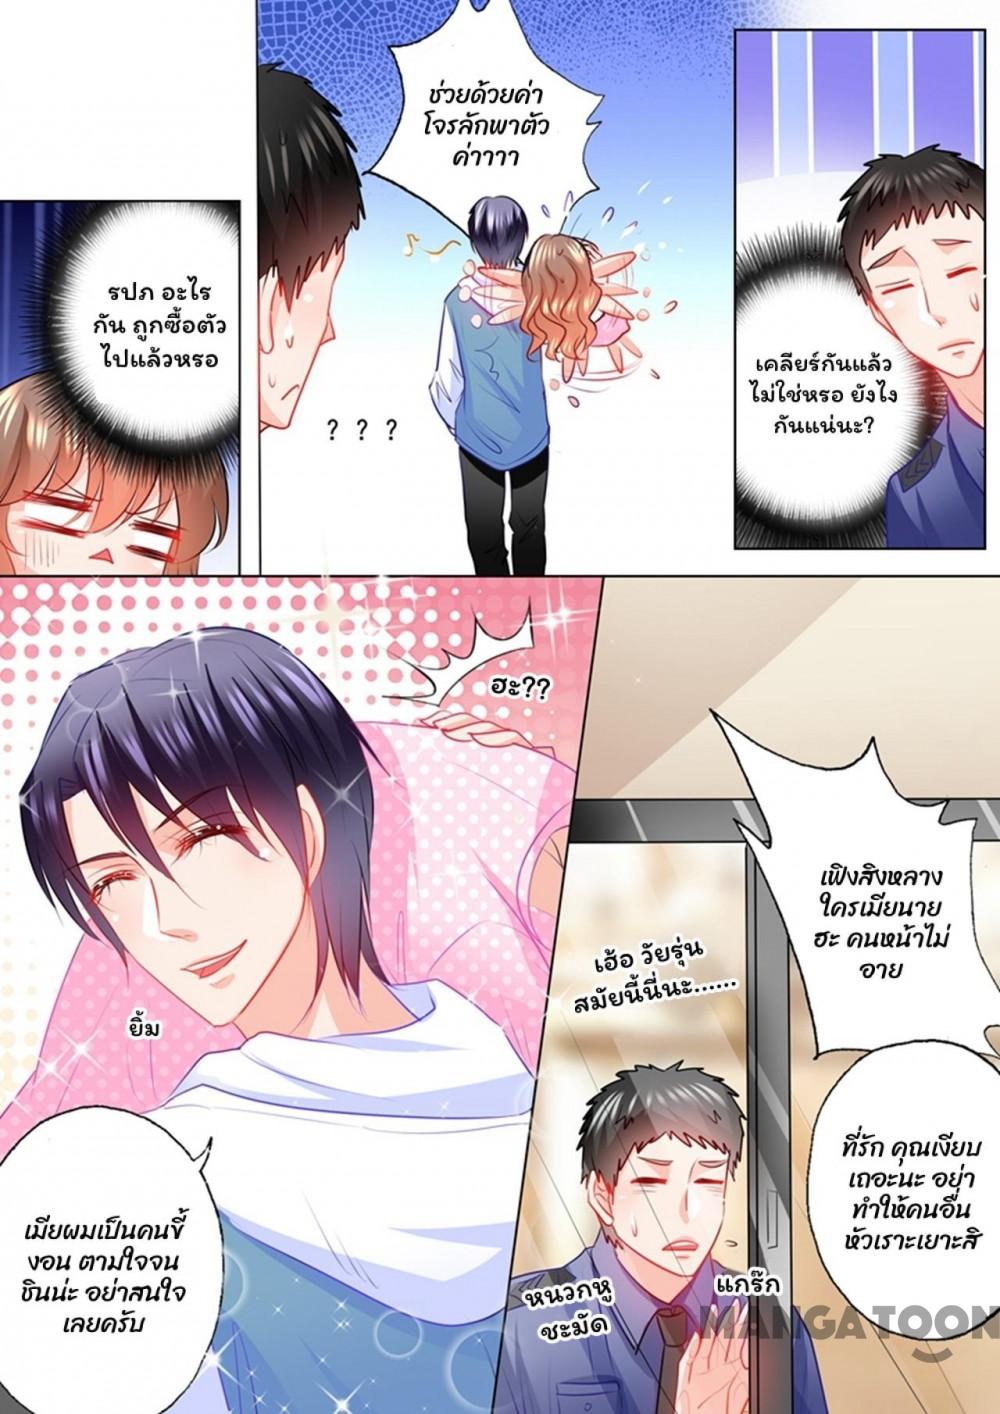 ช่วยด้วยค่า
โจรลักพาตัว
ค่าาาา
รปภ อะไร
กัน ถูกซื้อตัว
ไปแล้วหรอ
? ? ?
เคลียร์กันแล้ว
ไม่ใช่หรอ ยังไง
กันแน่นะ?
ฮะ??
ยิ้ม
เมียผมเป็นคนขี้
งอน ตามใจจน
ชินน่ะ อย่าสนใจ
เลยครับ
เฟิงสิงหลาง
ใครเมียนาย
ฮะ คนหน้าไม่
อาย
เฮ้อ วัยรุ่น
สมัยนี้นี่นะ......
ที่รัก คุณเงียบ
เถอะนะ อย่า
ทำให้คนอื่น
หัวเราะเยาะสิ
หนวกหู
ชะมัด
แกร๊ก
MANGATOON